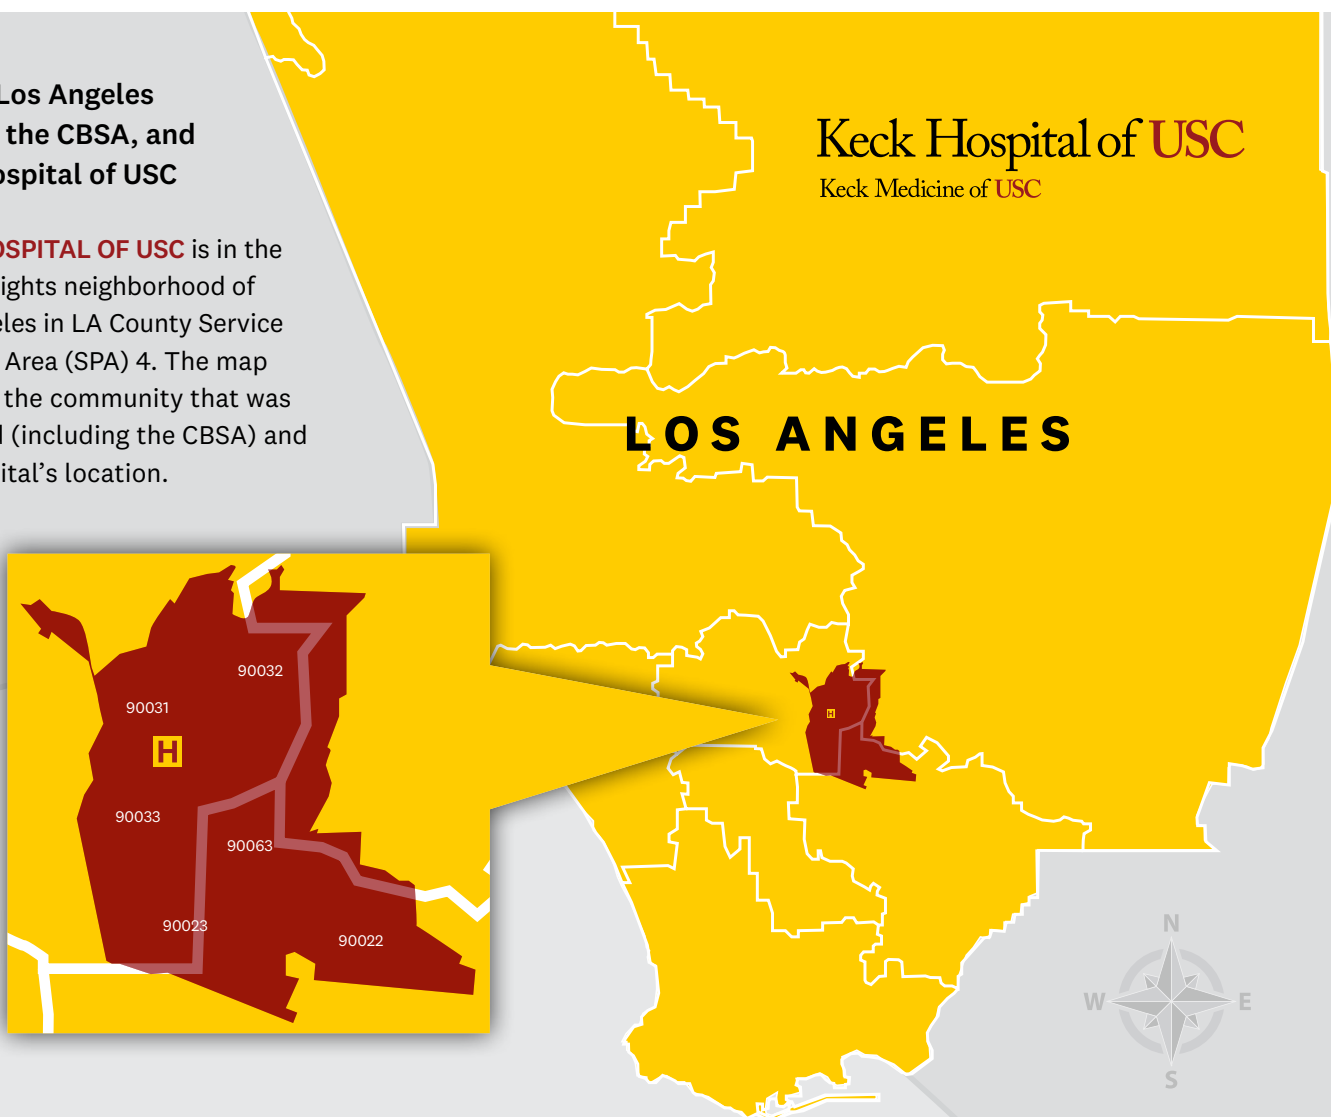 Los Angeles
the CBSA, and
ospital of USC
OSPITAL OF USC is in the
ights neighborhood of
eles in LA County Service
Area (SPA) 4. The map
the community that was
(including the CBSA) and
ital's location.
Keck Hospital of USC
Keck Medicine of USC
LOS ANGELES
90032
90031
H
90033
90063
90023
90022
H
N
W
E
S